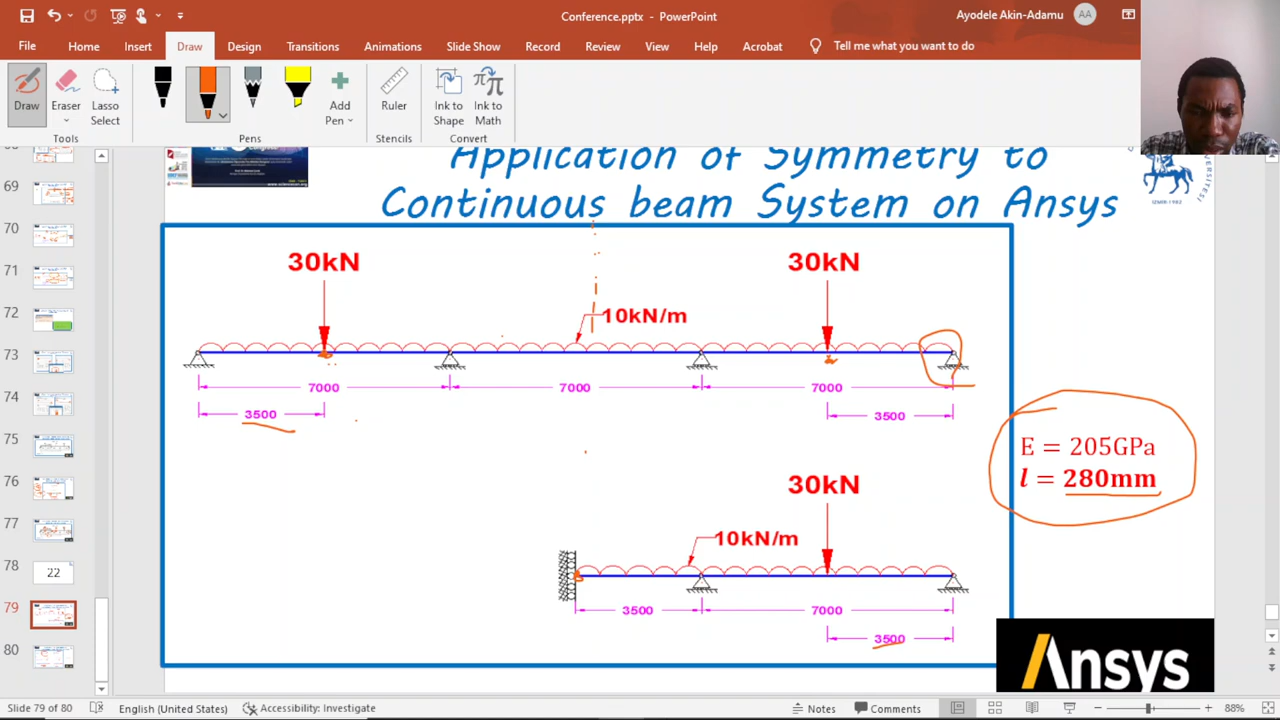 Conference.pptx - PowerPoint
Ayodele Akin-Adamu
AA
File Home Insert Draw Design Transitions Animations Slide Show Record Review View Help Acrobat Tell me what you want to do
Draw Eraser Lasso Select Add Pen Ruler Ink to Shape Ink to Math
Tools Pens Stencils Convert
69
70
71
72
73
74
75
76
77
78
22
79
80
Application of Symmetry to
Continuous beam System on Ansys
30kN
30kN
10kN/m
7000
7000
7000
3500
3500
E = 205GPa
l = 280mm
30kN
10kN/m
3500
7000
3500
Ansys
Slide 79 of 80 English (United States) Accessibility: Investigate Notes Comments 88%